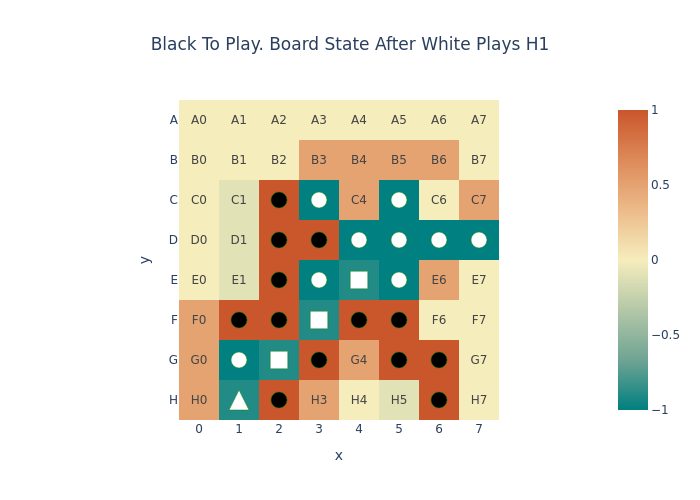 Black To Play. Board State After White Plays H1
A A0 A1 A2 A3 A4 A5 A6 A7
B B0 B1 B2 B3 B4 B5 B6 B7
C C0 C1 C4 C6 C7
D D0 D1
E E0 E1 E6 E7
F F0 F6 F7
G G0 G4 G7
H H0 H3 H4 H5 H7
0 1 2 3 4 5 6 7
x
y
1
0.5
0
−0.5
−1